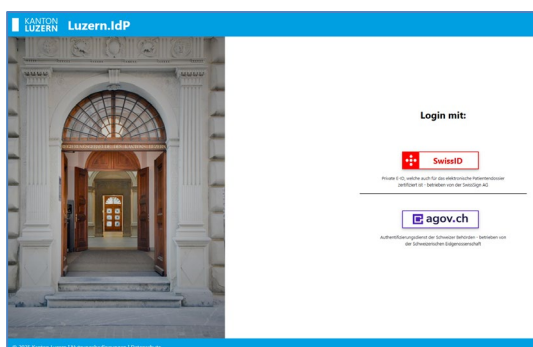 KANTON
LUZERN
Luzern.IdP
Login mit:
SwissID
Private E-ID, welche auch für das elektronische Patientendossier
zertifiziert ist - betrieben von der SwissSign AG
agov.ch
Authentifizierungsdienst der Schweizer Behörden - betrieben von
der Schweizerischen Eidgenossenschaft